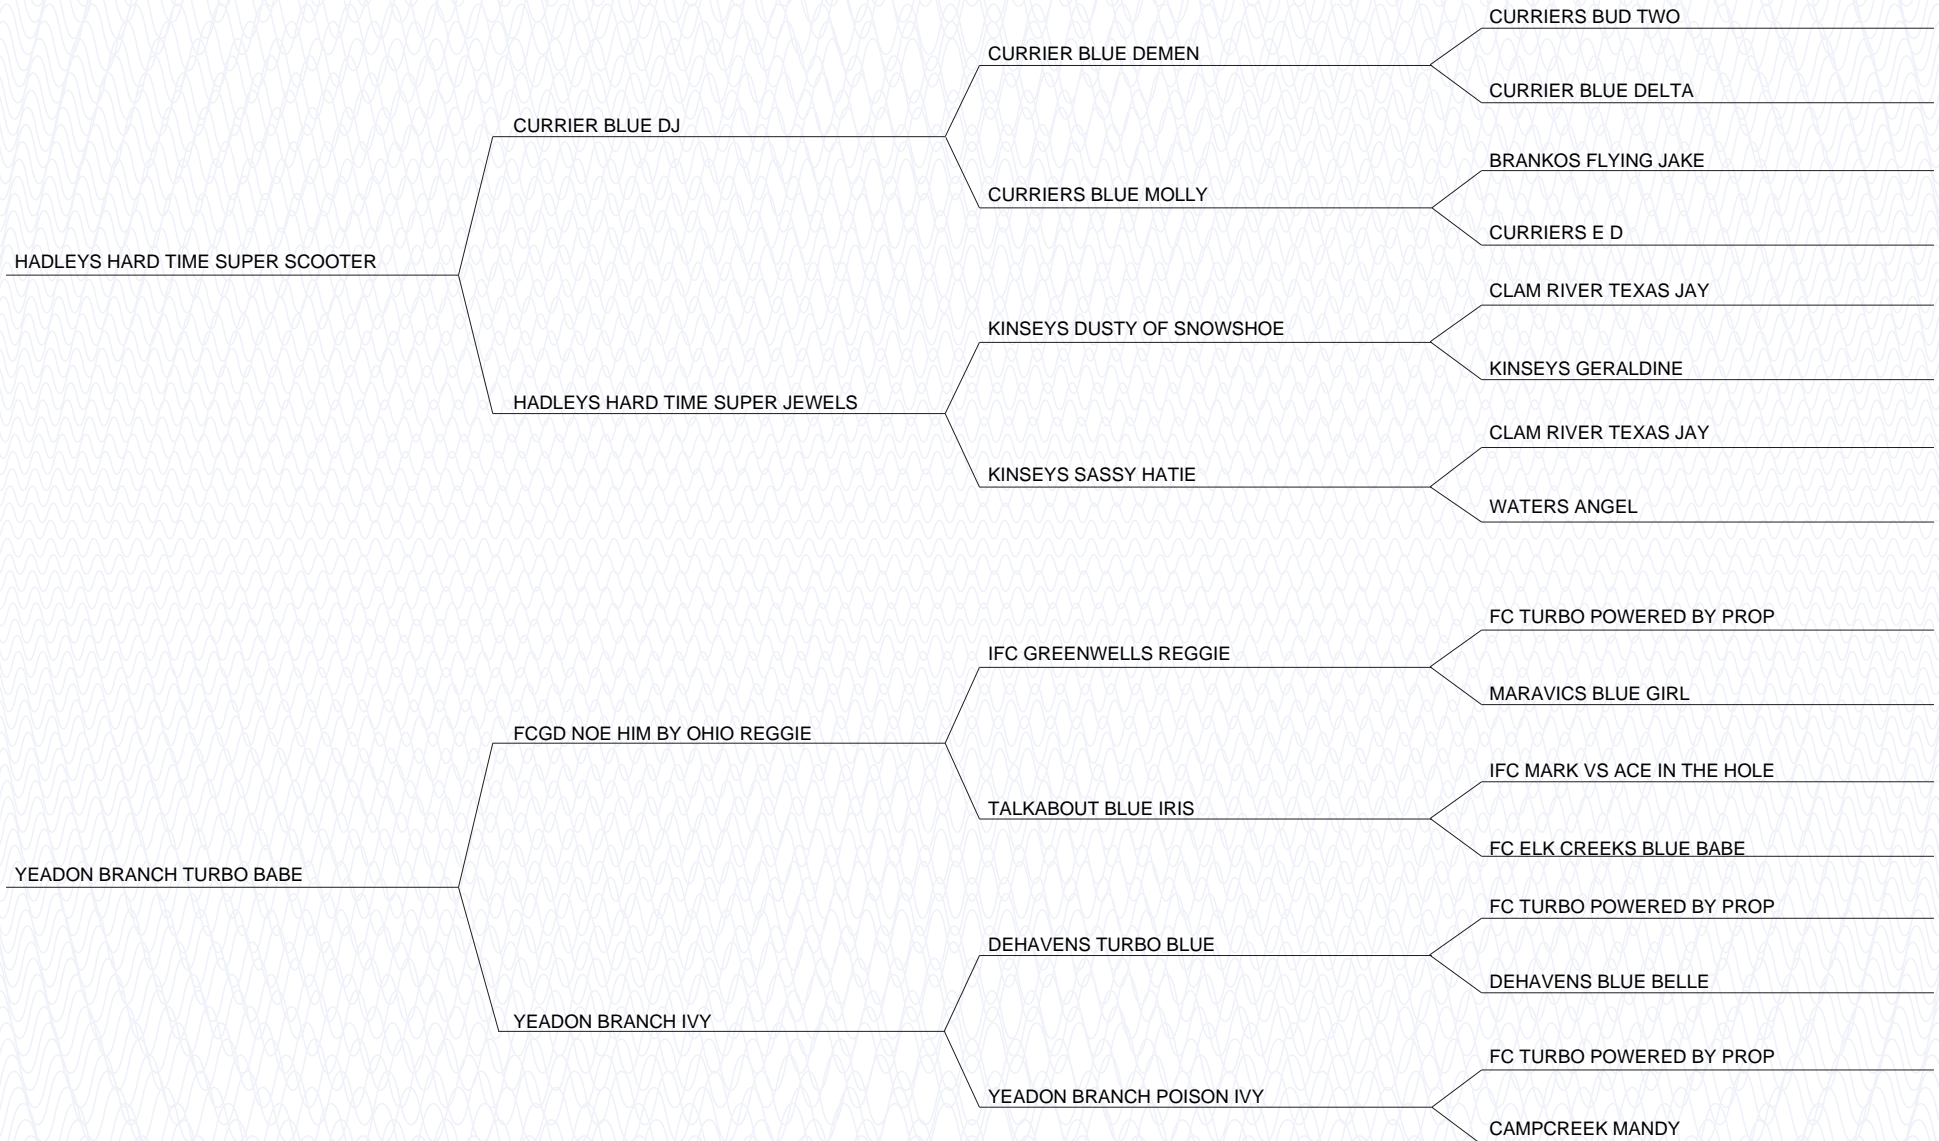 CURRIERS BUD TWO
CURRIER BLUE DEMEN
CURRIER BLUE DELTA
CURRIER BLUE DJ
BRANKOS FLYING JAKE
CURRIERS BLUE MOLLY
CURRIERS E D
HADLEYS HARD TIME SUPER SCOOTER
CLAM RIVER TEXAS JAY
KINSEYS DUSTY OF SNOWSHOE
KINSEYS GERALDINE
HADLEYS HARD TIME SUPER JEWELS
CLAM RIVER TEXAS JAY
KINSEYS SASSY HATIE
WATERS ANGEL
FC TURBO POWERED BY PROP
IFC GREENWELLS REGGIE
MARAVICS BLUE GIRL
FCGD NOE HIM BY OHIO REGGIE
IFC MARK VS ACE IN THE HOLE
TALKABOUT BLUE IRIS
FC ELK CREEKS BLUE BABE
YEADON BRANCH TURBO BABE
FC TURBO POWERED BY PROP
DEHAVENS TURBO BLUE
DEHAVENS BLUE BELLE
YEADON BRANCH IVY
FC TURBO POWERED BY PROP
YEADON BRANCH POISON IVY
CAMPCREEK MANDY